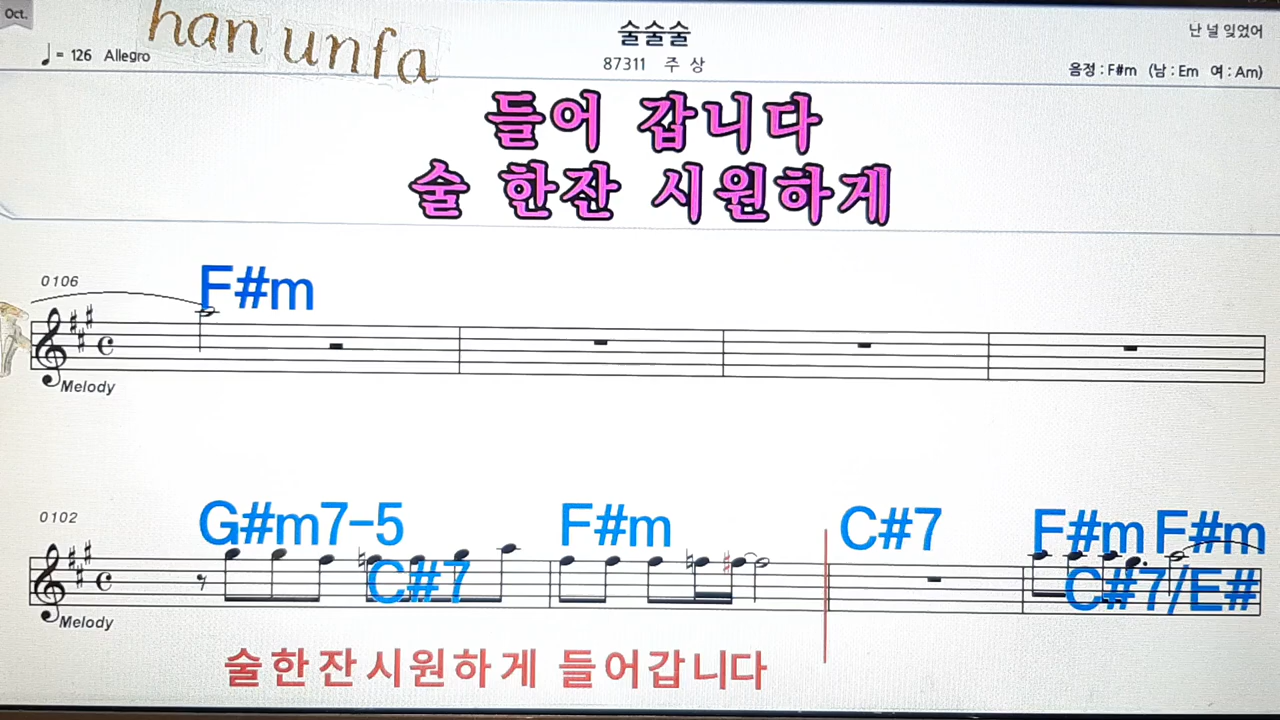 Oct.
han unfa
♩= 126 Allegro
술술술
87311 주 상
난 널 잊었어
음정 : F#m (남 : Em 여 : Am)
들어 갑니다
술 한잔 시원하게
0106
F#m
Melody
0102
G#m7-5 F#m C#7 F#m F#m
C#7 C#7/E#
Melody
술한잔시원하게 들어갑니다